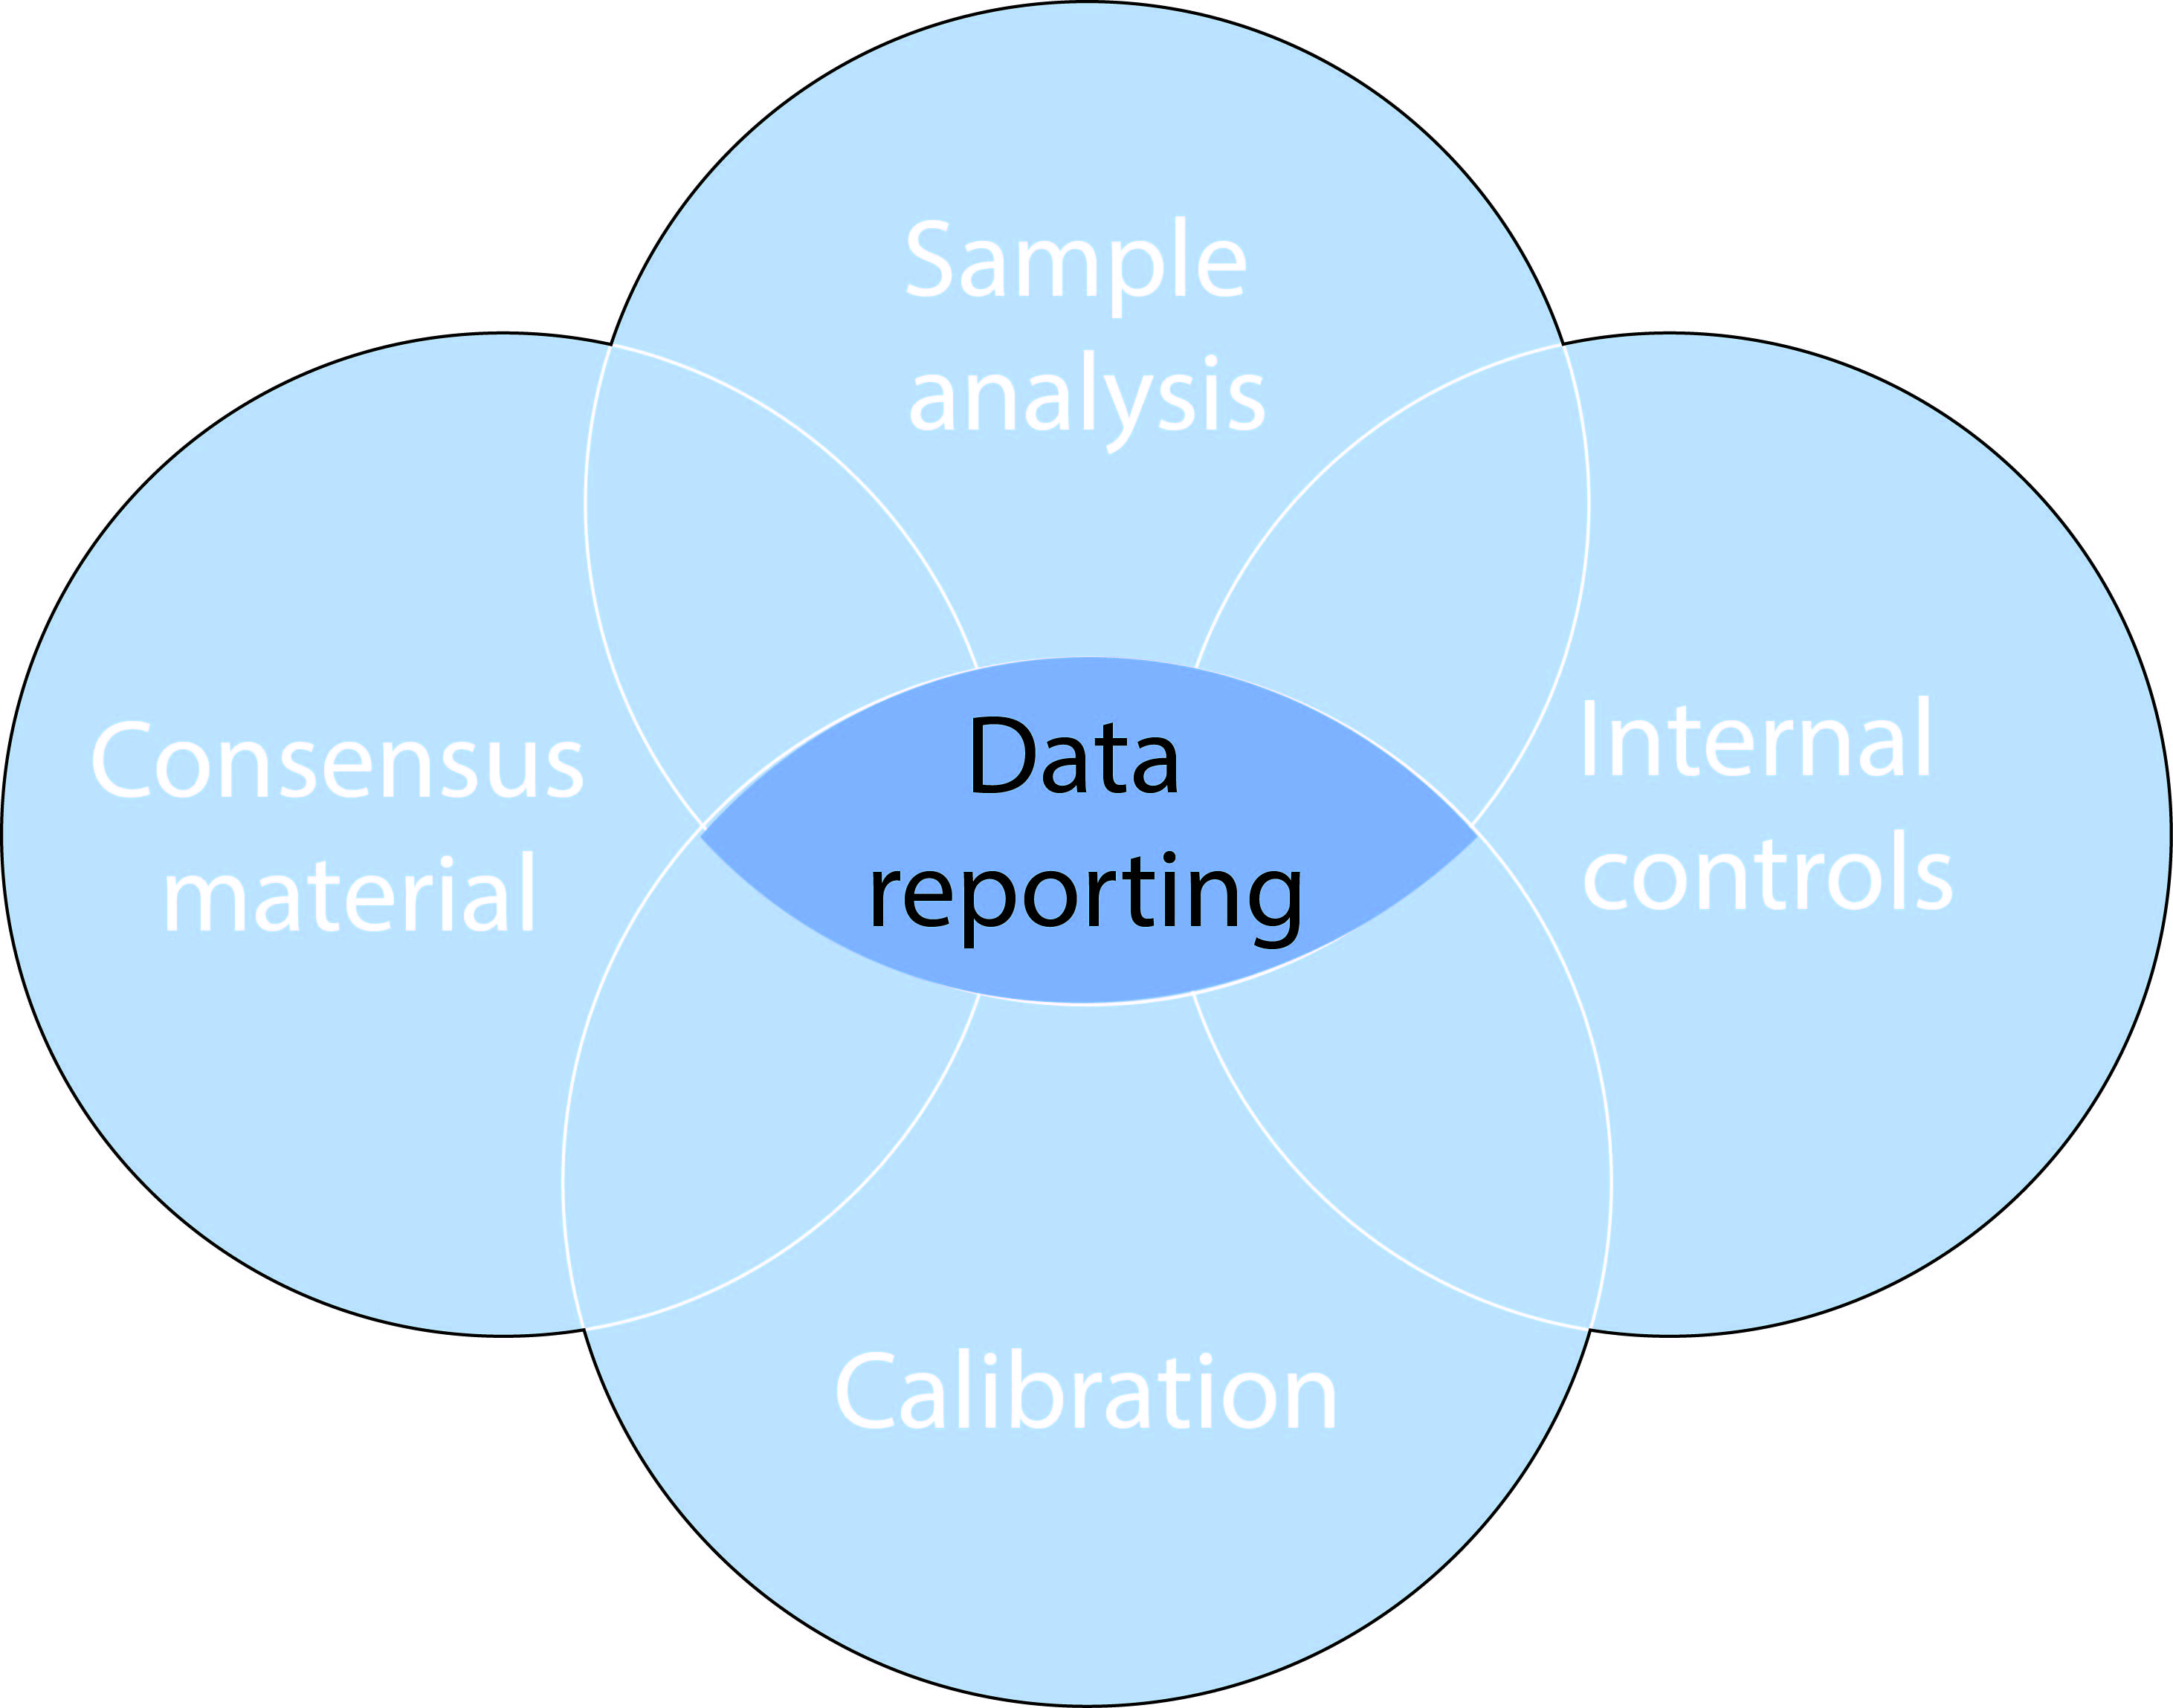 Sample
analysis
Consensus
material
Data
reporting
Internal
controls
Calibration